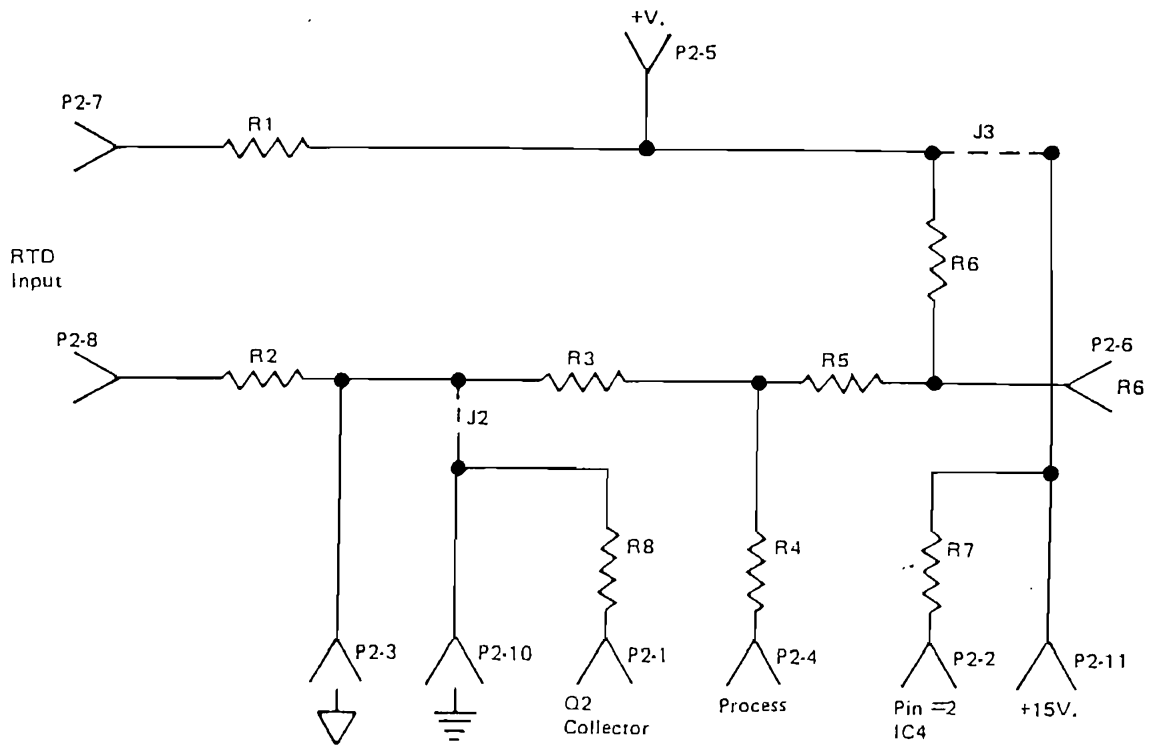 +V.
P2-5
P2-7
R1
J3
RTD
Input
R6
P2-8
R2
R3
R5
P2-6
R6
J2
R8
R4
R7
P2-3
P2-10
P2-1
P2-4
P2-2
P2-11
Q2
Collector
Process
Pin =2
IC4
+15V.